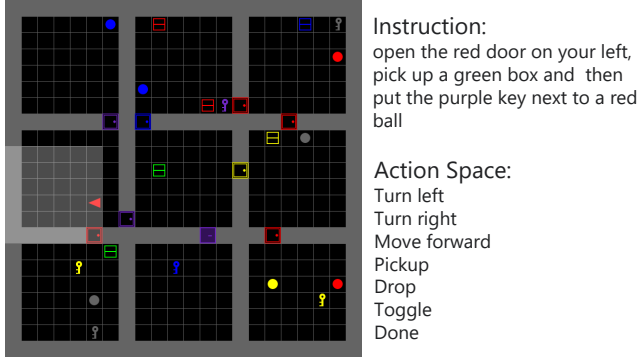 Instruction:
open the red door on your left,
pick up a green box and  then
put the purple key next to a red
ball
Action Space:
Turn left
Turn right
Move forward
Pickup
Drop
Toggle
Done